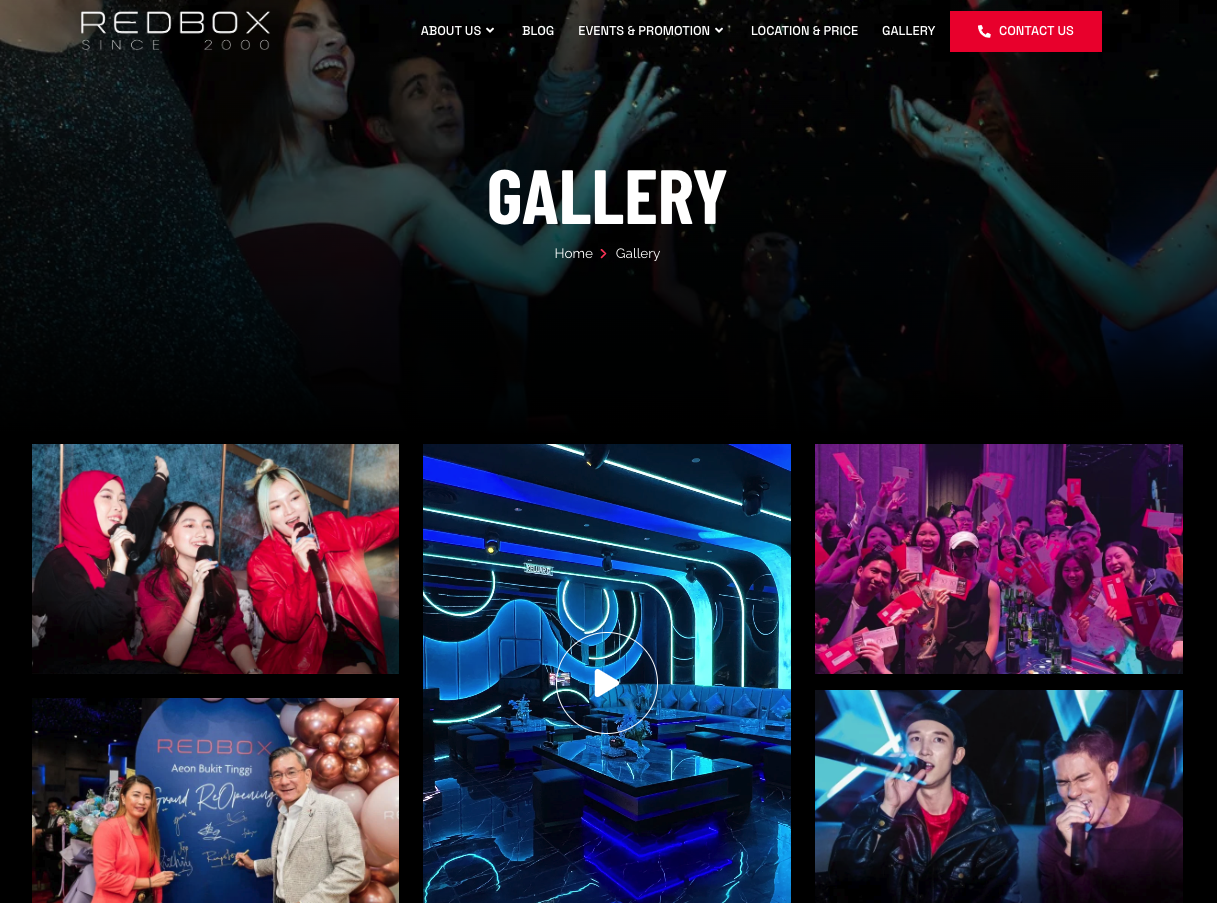 REDBOX
SINCE 2000
ABOUT US
BLOG
EVENTS & PROMOTION
LOCATION & PRICE
GALLERY
CONTACT US
GALLERY
Home
Gallery
REDBOX
Aeon Bukit Tinggi
Grand ReOpening